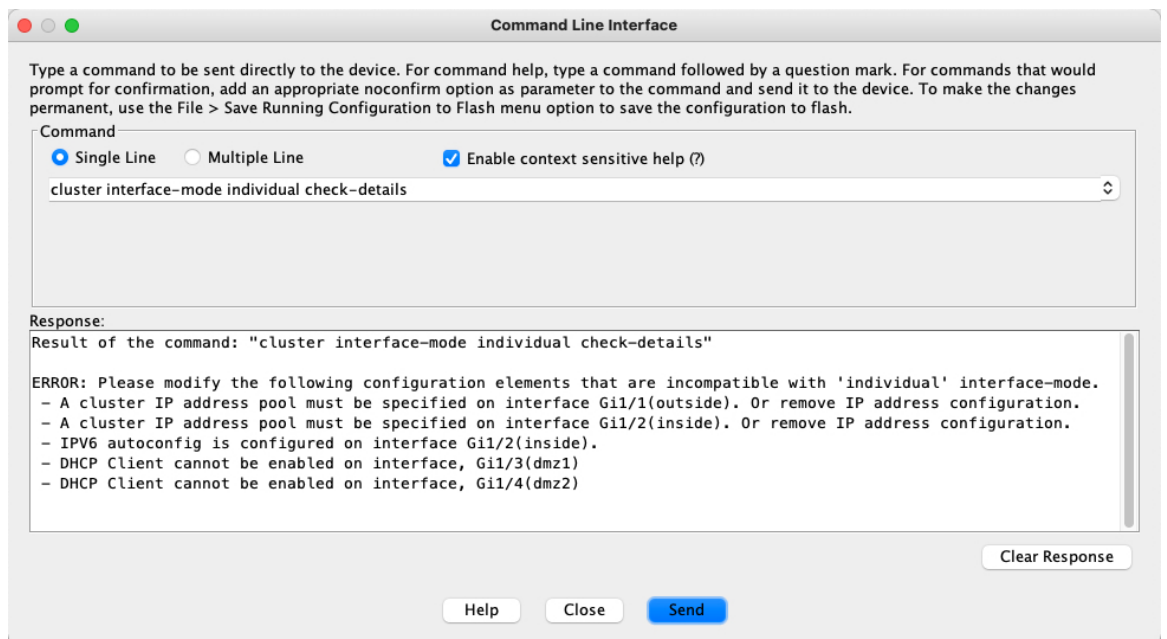 Command Line Interface
Type a command to be sent directly to the device. For command help, type a command followed by a question mark. For commands that would
prompt for confirmation, add an appropriate noconfirm option as parameter to the command and send it to the device. To make the changes
permanent, use the File > Save Running Configuration to Flash menu option to save the configuration to flash.
Command
Single Line Multiple Line Enable context sensitive help (?)
cluster interface-mode individual check-details
Response:
Result of the command: "cluster interface-mode individual check-details"
ERROR: Please modify the following configuration elements that are incompatible with 'individual' interface-mode.
- A cluster IP address pool must be specified on interface Gi1/1(outside). Or remove IP address configuration.
- A cluster IP address pool must be specified on interface Gi1/2(inside). Or remove IP address configuration.
- IPV6 autoconfig is configured on interface Gi1/2(inside).
- DHCP Client cannot be enabled on interface, Gi1/3(dmz1)
- DHCP Client cannot be enabled on interface, Gi1/4(dmz2)
Clear Response
Help Close Send